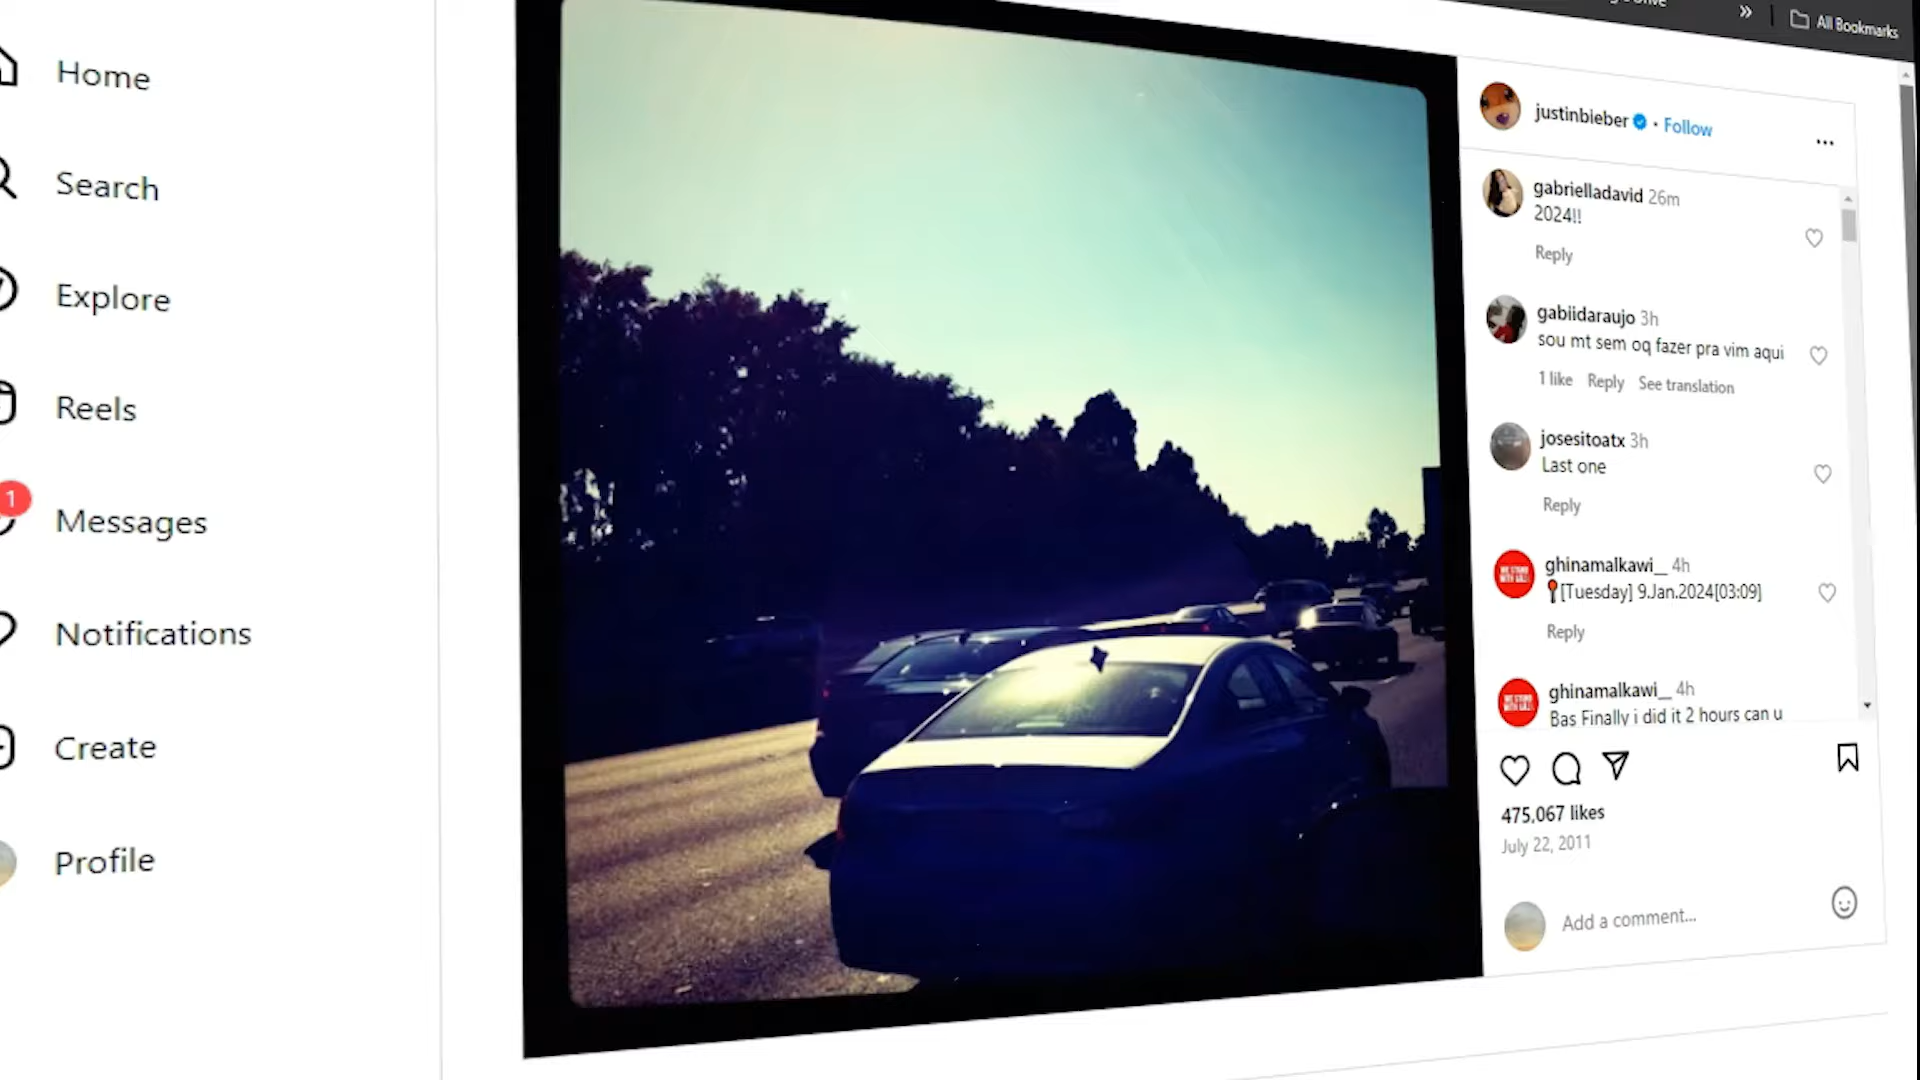 All Bookmarks
Home
Search
Explore
Reels
1
Messages
Notifications
Create
Profile
justinbieber • Follow
gabrielladavid 26m
2024!!
Reply
gabiidaraujo 3h
sou mt sem oq fazer pra vim aqui
1 like Reply See translation
josesitoatx 3h
Last one
Reply
ghinamalkawi__ 4h
[Tuesday] 9.Jan.2024[03:09]
Reply
ghinamalkawi__ 4h
Bas Finally i did it 2 hours can u
475,067 likes
July 22, 2011
Add a comment...